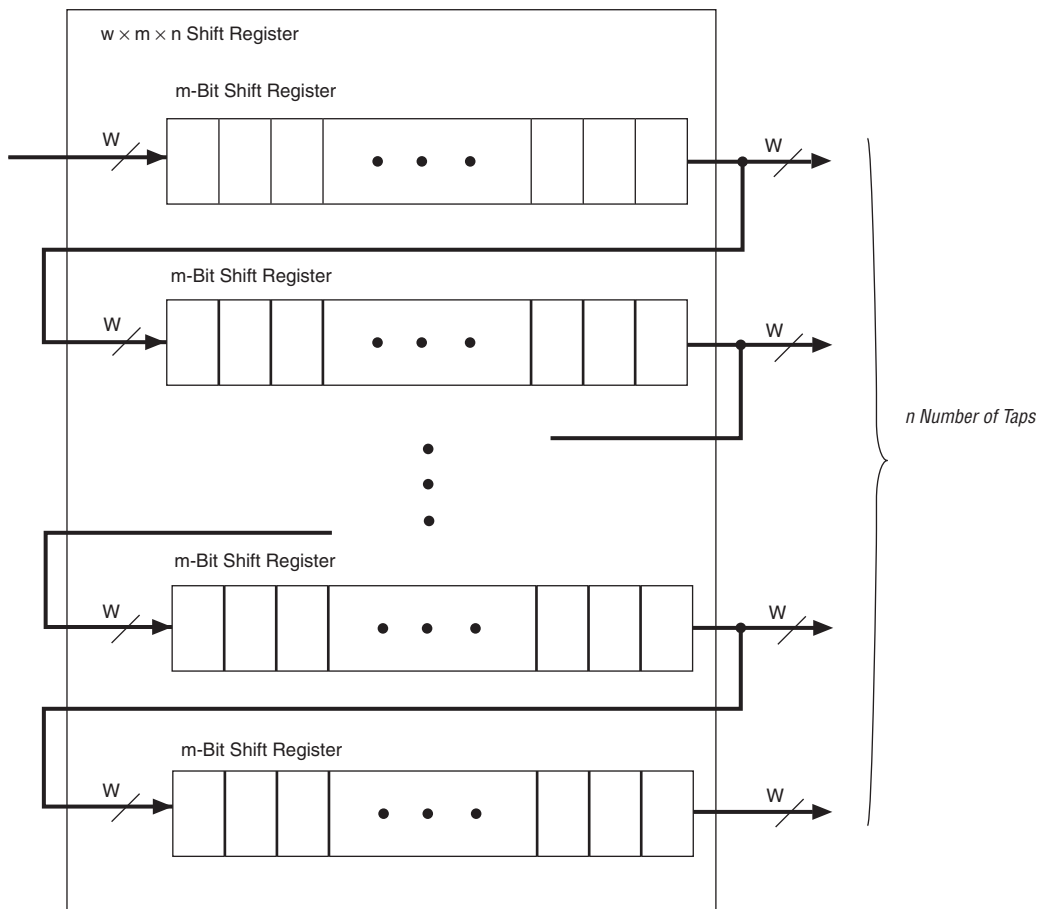 w × m × n Shift Register
m-Bit Shift Register
W
W
m-Bit Shift Register
W
W
n Number of Taps
m-Bit Shift Register
W
W
m-Bit Shift Register
W
W